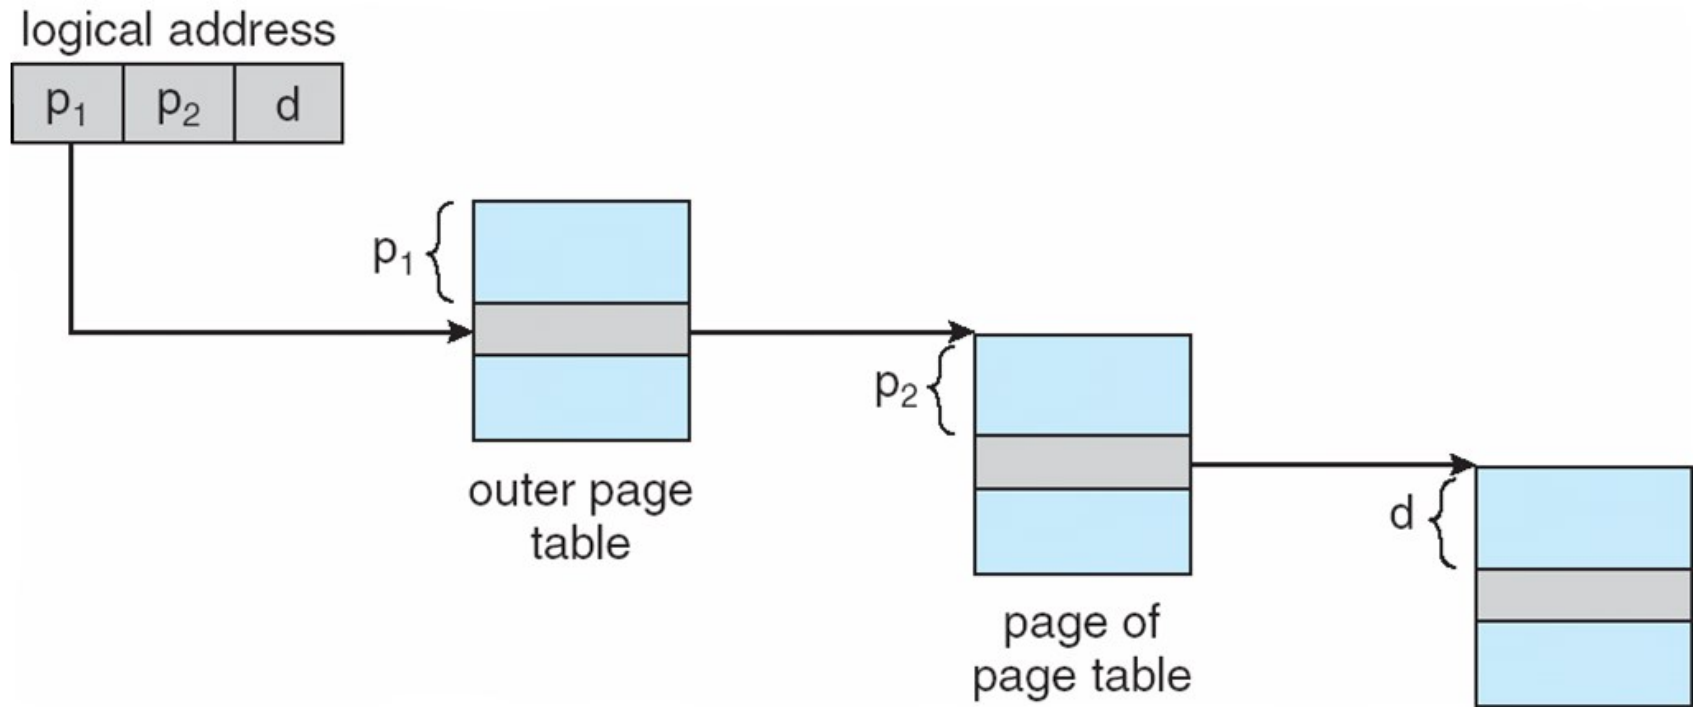 logical address
p₁ p₂ d
p₁
outer page
table
p₂
page of
page table
d